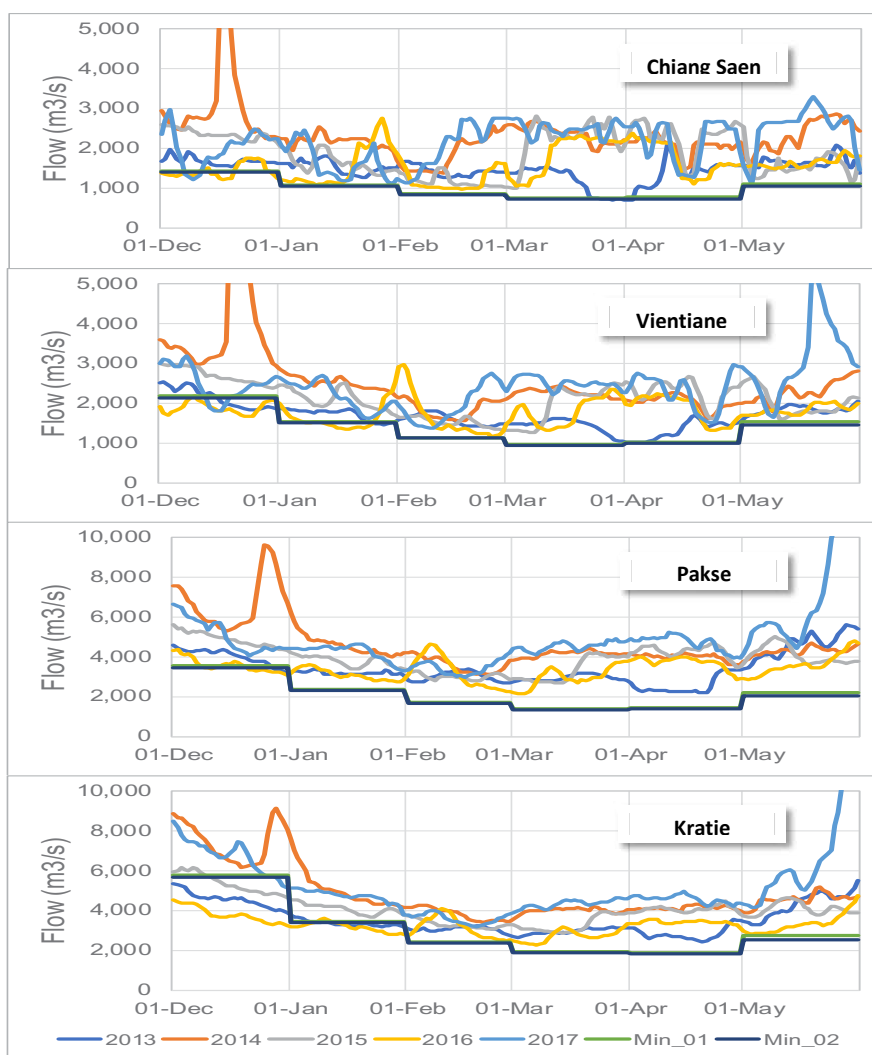 5,000
4,000
3,000
2,000
1,000
0
Flow (m3/s)
Chiang Saen
01-Dec 01-Jan 01-Feb 01-Mar 01-Apr 01-May
5,000
4,000
3,000
2,000
1,000
0
Flow (m3/s)
Vientiane
01-Dec 01-Jan 01-Feb 01-Mar 01-Apr 01-May
10,000
8,000
6,000
4,000
2,000
0
Flow (m3/s)
Pakse
01-Dec 01-Jan 01-Feb 01-Mar 01-Apr 01-May
10,000
8,000
6,000
4,000
2,000
0
Flow (m3/s)
Kratie
01-Dec 01-Jan 01-Feb 01-Mar 01-Apr 01-May
2013 2014 2015 2016 2017 Min_01 Min_02